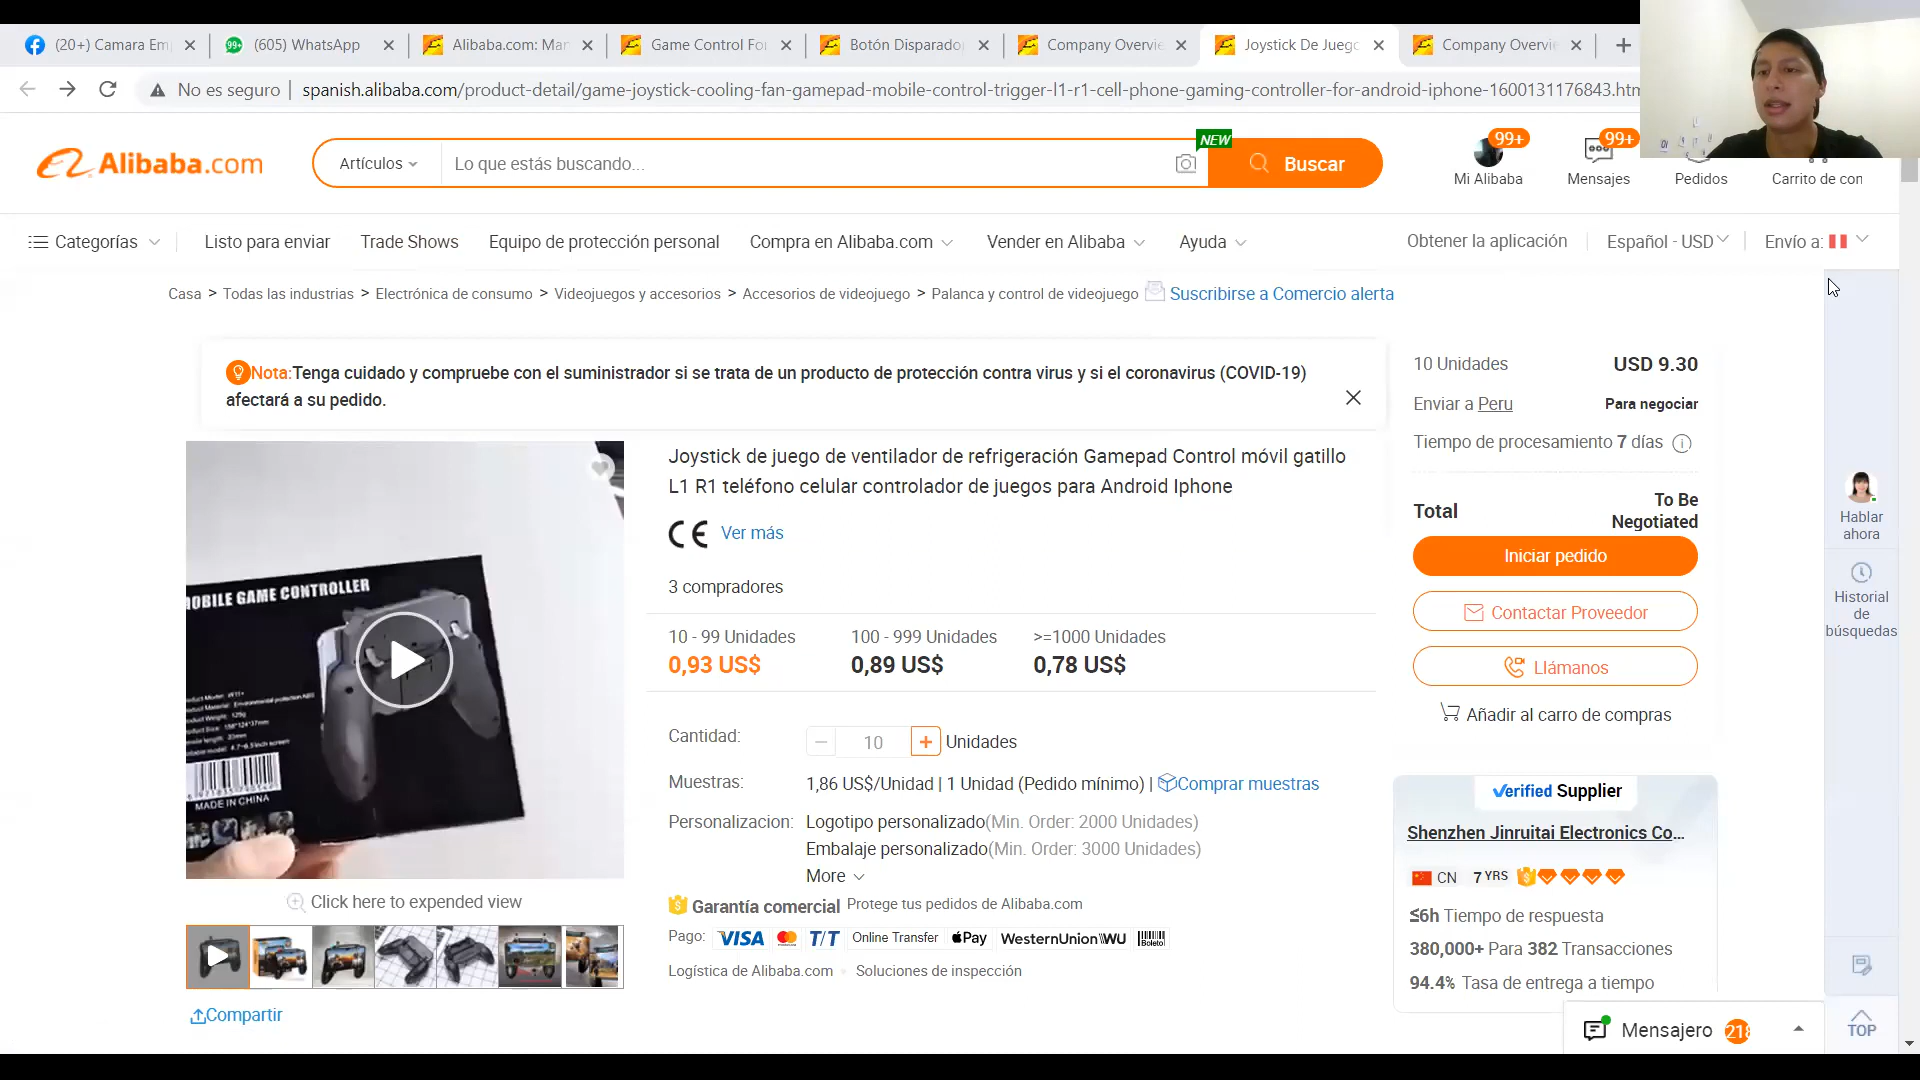 (20+) Camara Em
(605) WhatsApp
Alibaba.com: Man
Game Control Fo
Botón Disparado
Company Overvie
Joystick De Juego
Company Overvie
No es seguro
spanish.alibaba.com/product-detail/game-joystick-cooling-fan-gamepad-mobile-control-trigger-l1-r1-cell-phone-gaming-controller-for-android-iphone-1600131176843.htm
Alibaba.com
Artículos
Lo que estás buscando...
NEW
Buscar
99+
Mi Alibaba
99+
Mensajes
Pedidos
Carrito de con
Categorías
Listo para enviar
Trade Shows
Equipo de protección personal
Compra en Alibaba.com
Vender en Alibaba
Ayuda
Obtener la aplicación
Español - USD
Envío a:
Casa > Todas las industrias > Electrónica de consumo > Videojuegos y accesorios > Accesorios de videojuego > Palanca y control de videojuego
Suscribirse a Comercio alerta
Nota:Tenga cuidado y compruebe con el suministrador si se trata de un producto de protección contra virus y si el coronavirus (COVID-19)
afectará a su pedido.
OBILE GAME CONTROLLER
MADE IN CHINA
Click here to expended view
Compartir
Joystick de juego de ventilador de refrigeración Gamepad Control móvil gatillo
L1 R1 teléfono celular controlador de juegos para Android Iphone
CE Ver más
3 compradores
10 - 99 Unidades
100 - 999 Unidades
>=1000 Unidades
0,93 US$
0,89 US$
0,78 US$
Cantidad:
10
Unidades
Muestras:
1,86 US$/Unidad | 1 Unidad (Pedido mínimo) | Comprar muestras
Personalizacion:
Logotipo personalizado(Min. Order: 2000 Unidades)
Embalaje personalizado(Min. Order: 3000 Unidades)
More
Garantía comercial Protege tus pedidos de Alibaba.com
Pago: VISA T/T Online Transfer Pay WesternUnion WU Boleto
Logística de Alibaba.com
Soluciones de inspección
10 Unidades USD 9.30
Enviar a Peru Para negociar
Tiempo de procesamiento 7 días
Total To Be
Negotiated
Iniciar pedido
Contactar Proveedor
Llámanos
Añadir al carro de compras
Verified Supplier
Shenzhen Jinruitai Electronics Co...
CN 7 YRS
≤6h Tiempo de respuesta
380,000+ Para 382 Transacciones
94.4% Tasa de entrega a tiempo
Hablar
ahora
Historial
de
búsquedas
Mensajero 218
TOP